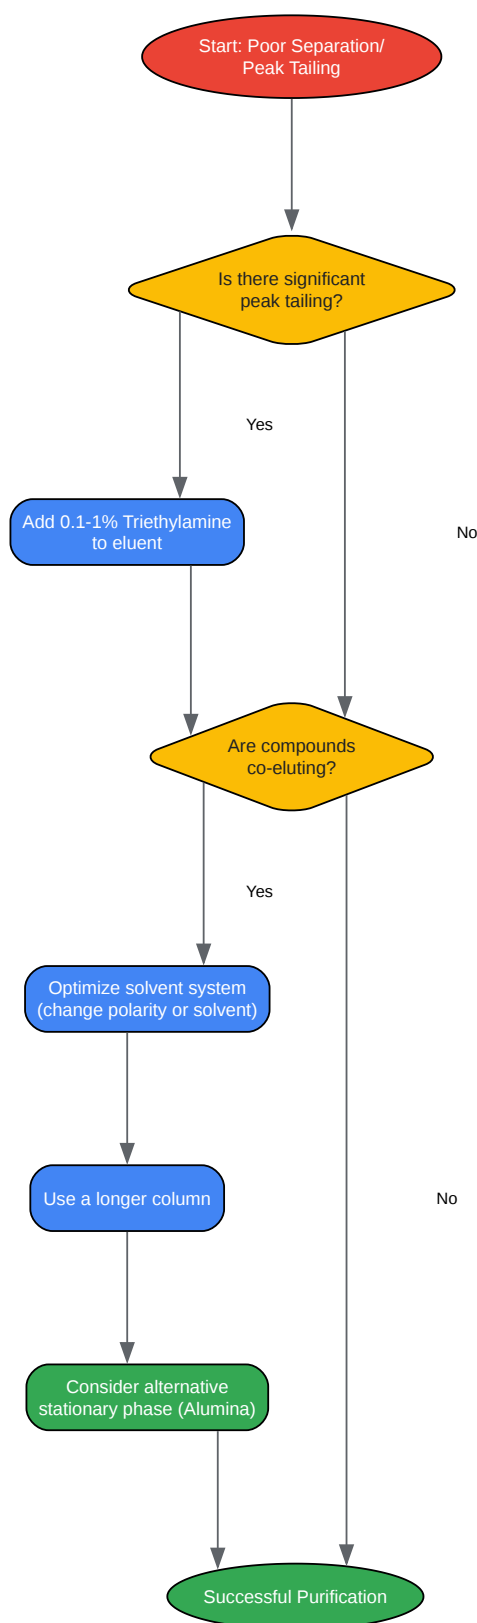 Start: Poor Separation/
Peak Tailing
Is there significant
peak tailing?
Yes
Add 0.1-1% Triethylamine
to eluent
No
Are compounds
co-eluting?
Yes
Optimize solvent system
(change polarity or solvent)
Use a longer column
No
Consider alternative
stationary phase (Alumina)
Successful Purification